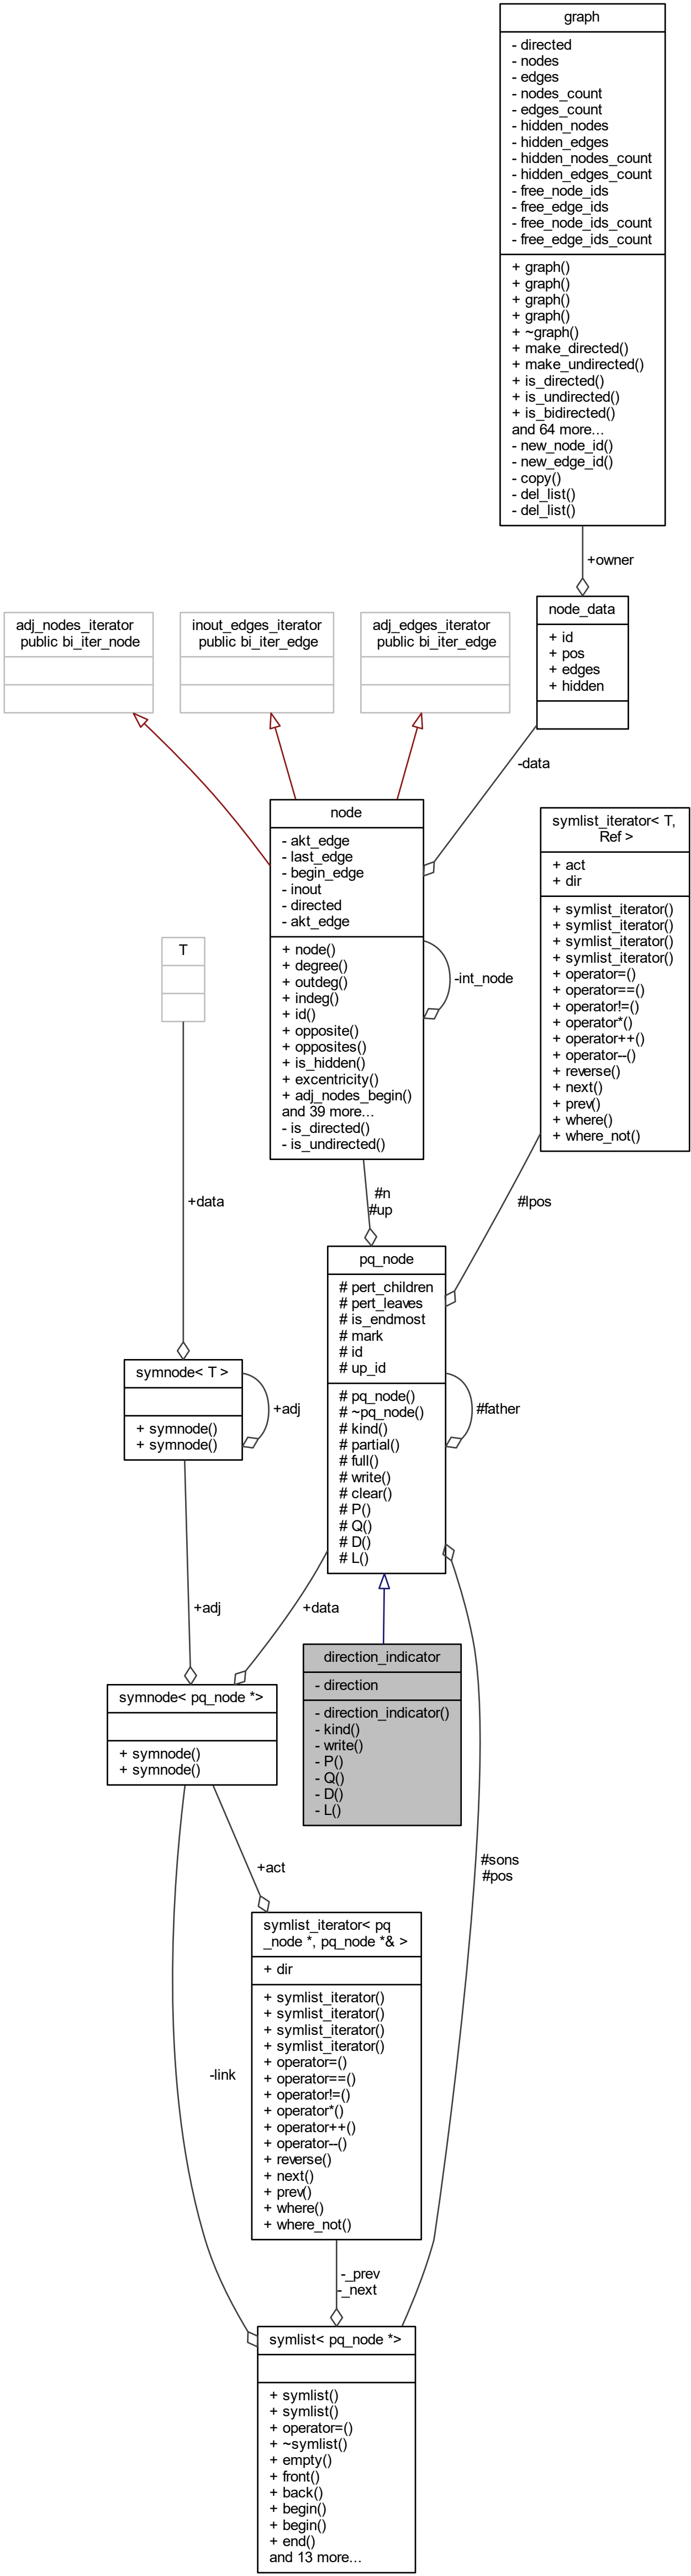 graph
- directed
- nodes
- edges
- nodes_count
- edges_count
- hidden_nodes
- hidden_edges
- hidden_nodes_count
- hidden_edges_count
- free_node_ids
- free_edge_ids
- free_node_ids_count
- free_edge_ids_count
+ graph()
+ graph()
+ graph()
+ graph()
+ ~graph()
+ make_directed()
+ make_undirected()
+ is_directed()
+ is_undirected()
+ is_bidirected()
and 64 more...
- new_node_id()
- new_edge_id()
- copy()
- del_list()
- del_list()
+owner
node_data
+ id
+ pos
+ edges
+ hidden
adj_nodes_iterator
public bi_iter_node
inout_edges_iterator
public bi_iter_edge
adj_edges_iterator
public bi_iter_edge
-data
node
- akt_edge
- last_edge
- begin_edge
- inout
- directed
- akt_edge
+ node()
+ degree()
+ outdeg()
+ indeg()
+ id()
+ opposite()
+ opposites()
+ is_hidden()
+ excentricity()
+ adj_nodes_begin()
and 39 more...
- is_directed()
- is_undirected()
-int_node
symlist_iterator< T,
Ref >
+ act
+ dir
+ symlist_iterator()
+ symlist_iterator()
+ symlist_iterator()
+ symlist_iterator()
+ operator=()
+ operator==()
+ operator!=()
+ operator*()
+ operator++()
+ operator--()
+ reverse()
+ next()
+ prev()
+ where()
+ where_not()
T
+data
#n
#up
#lpos
pq_node
# pert_children
# pert_leaves
# is_endmost
# mark
# id
# up_id
# pq_node()
# ~pq_node()
# kind()
# partial()
# full()
# write()
# clear()
# P()
# Q()
# D()
# L()
#father
symnode< T >
+ symnode()
+ symnode()
+adj
+adj
+data
direction_indicator
- direction
- direction_indicator()
- kind()
- write()
- P()
- Q()
- D()
- L()
symnode< pq_node *>
+ symnode()
+ symnode()
+act
#sons
#pos
symlist_iterator< pq
_node *, pq_node *& >
+ dir
+ symlist_iterator()
+ symlist_iterator()
+ symlist_iterator()
+ symlist_iterator()
+ operator=()
+ operator==()
+ operator!=()
+ operator*()
+ operator++()
+ operator--()
+ reverse()
+ next()
+ prev()
+ where()
+ where_not()
-link
-_prev
-_next
symlist< pq_node *>
+ symlist()
+ symlist()
+ operator=()
+ ~symlist()
+ empty()
+ front()
+ back()
+ begin()
+ begin()
+ end()
and 13 more...